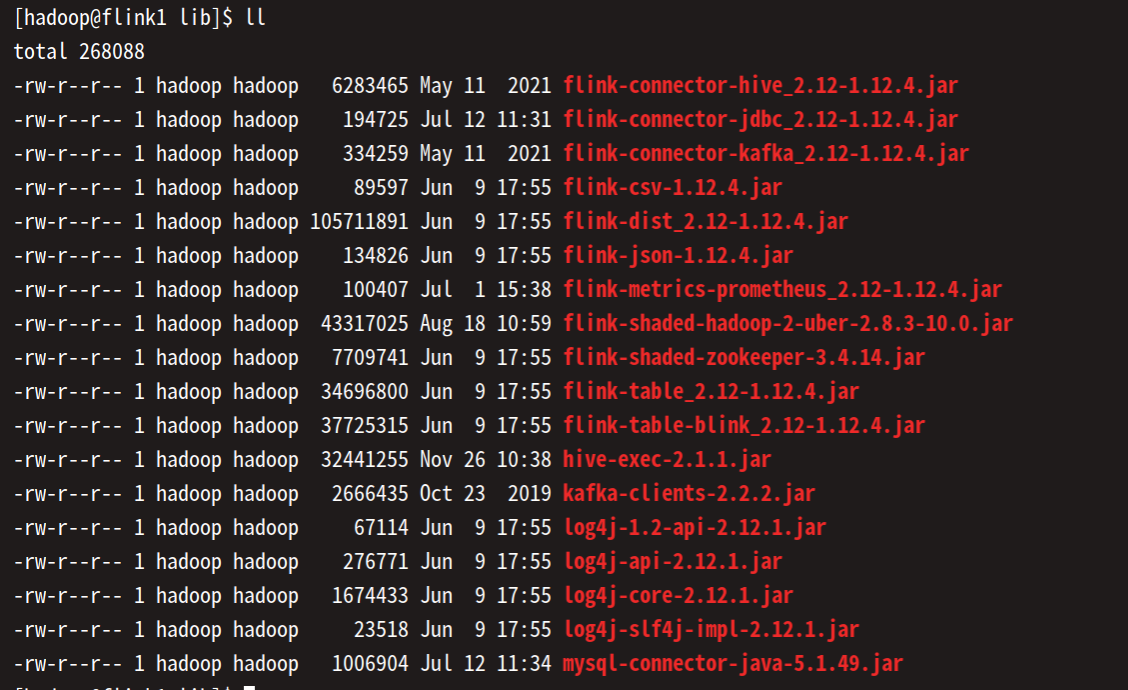 [hadoop@flink1 lib]$ ll
total 268088
-rw-r--r-- 1 hadoop hadoop   6283465 May 11  2021 flink-connector-hive_2.12-1.12.4.jar
-rw-r--r-- 1 hadoop hadoop    194725 Jul 12 11:31 flink-connector-jdbc_2.12-1.12.4.jar
-rw-r--r-- 1 hadoop hadoop    334259 May 11  2021 flink-connector-kafka_2.12-1.12.4.jar
-rw-r--r-- 1 hadoop hadoop     89597 Jun  9 17:55 flink-csv-1.12.4.jar
-rw-r--r-- 1 hadoop hadoop 105711891 Jun  9 17:55 flink-dist_2.12-1.12.4.jar
-rw-r--r-- 1 hadoop hadoop    134826 Jun  9 17:55 flink-json-1.12.4.jar
-rw-r--r-- 1 hadoop hadoop    100407 Jul  1 15:38 flink-metrics-prometheus_2.12-1.12.4.jar
-rw-r--r-- 1 hadoop hadoop  43317025 Aug 18 10:59 flink-shaded-hadoop-2-uber-2.8.3-10.0.jar
-rw-r--r-- 1 hadoop hadoop   7709741 Jun  9 17:55 flink-shaded-zookeeper-3.4.14.jar
-rw-r--r-- 1 hadoop hadoop  34696800 Jun  9 17:55 flink-table_2.12-1.12.4.jar
-rw-r--r-- 1 hadoop hadoop  37725315 Jun  9 17:55 flink-table-blink_2.12-1.12.4.jar
-rw-r--r-- 1 hadoop hadoop  32441255 Nov 26 10:38 hive-exec-2.1.1.jar
-rw-r--r-- 1 hadoop hadoop   2666435 Oct 23  2019 kafka-clients-2.2.2.jar
-rw-r--r-- 1 hadoop hadoop     67114 Jun  9 17:55 log4j-1.2-api-2.12.1.jar
-rw-r--r-- 1 hadoop hadoop    276771 Jun  9 17:55 log4j-api-2.12.1.jar
-rw-r--r-- 1 hadoop hadoop   1674433 Jun  9 17:55 log4j-core-2.12.1.jar
-rw-r--r-- 1 hadoop hadoop     23518 Jun  9 17:55 log4j-slf4j-impl-2.12.1.jar
-rw-r--r-- 1 hadoop hadoop   1006904 Jul 12 11:34 mysql-connector-java-5.1.49.jar